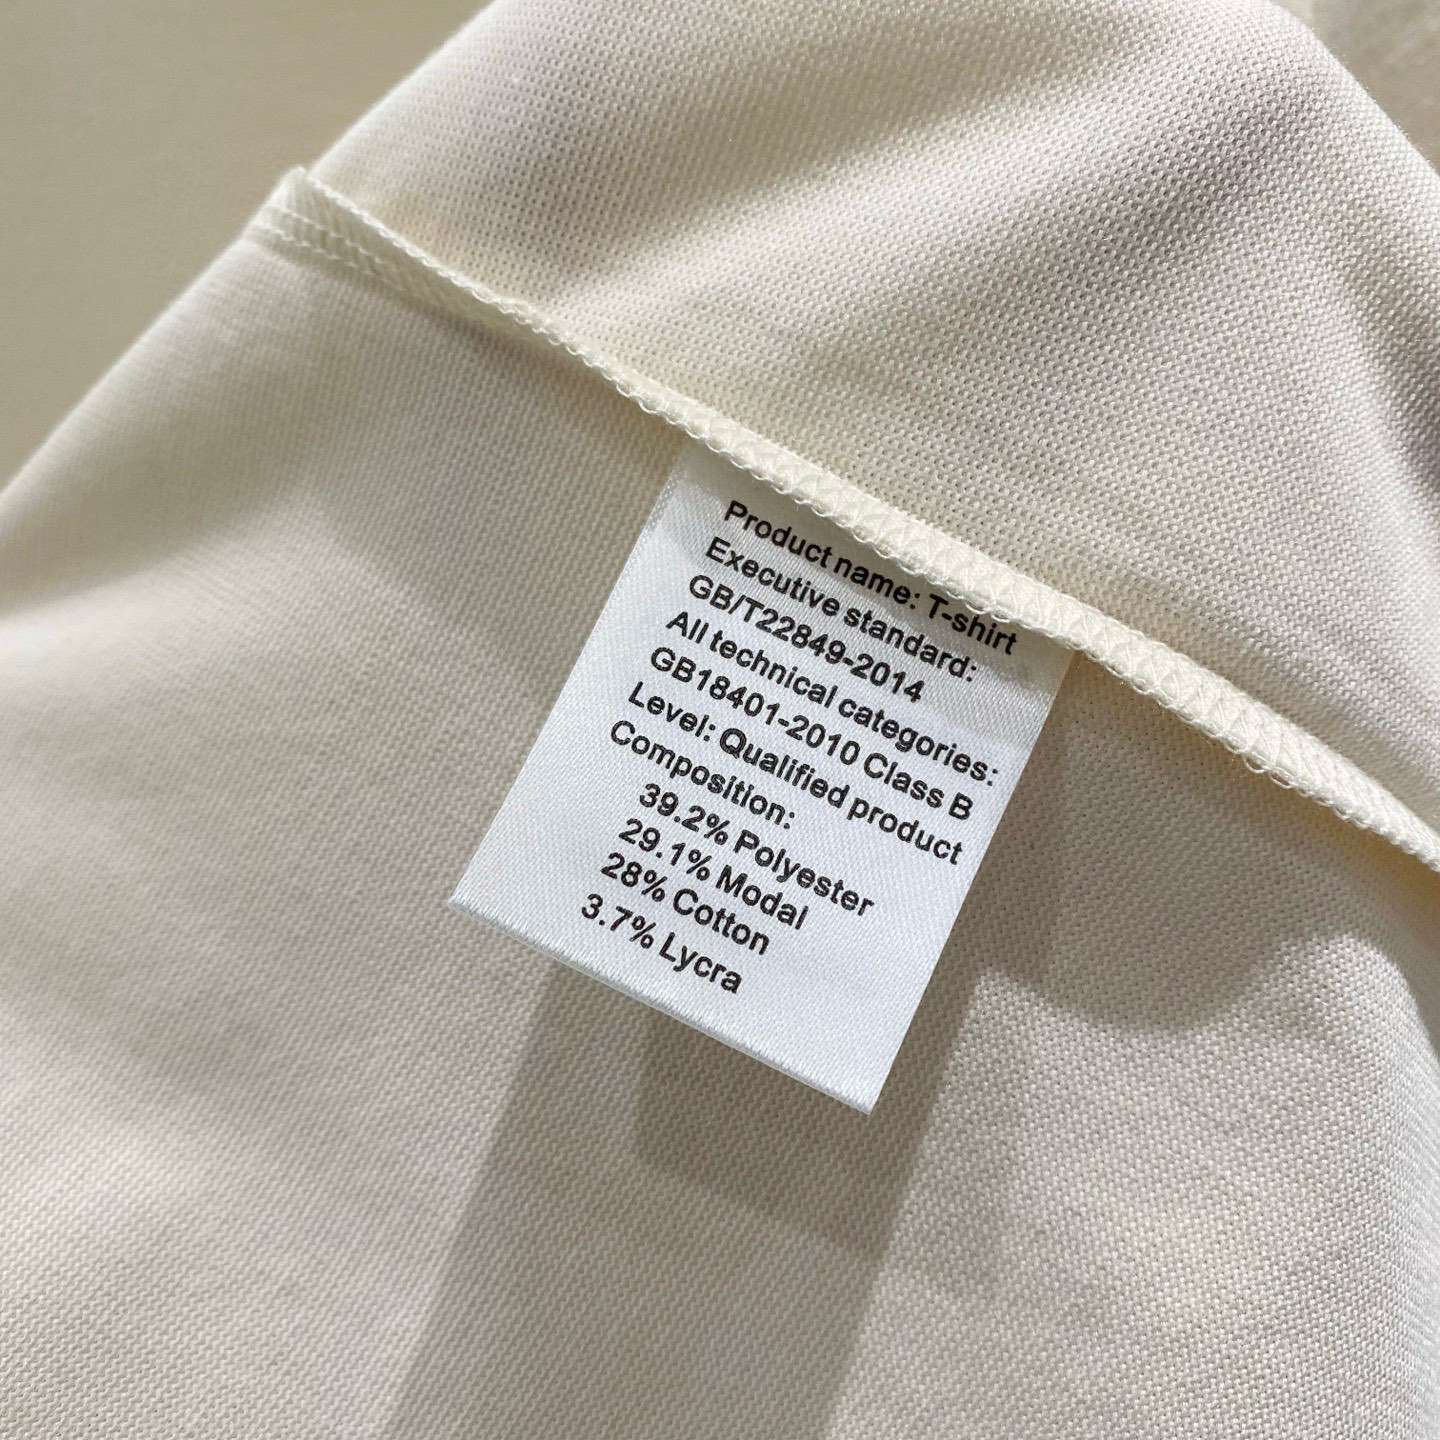 Product name: T-shirt
Executive standard:
GB/T22849-2014
All technical categories:
GB18401-2010 Class B
Level: Qualified product
Composition:
39.2% Polyester
29.1% Modal
28% Cotton
3.7% Lycra